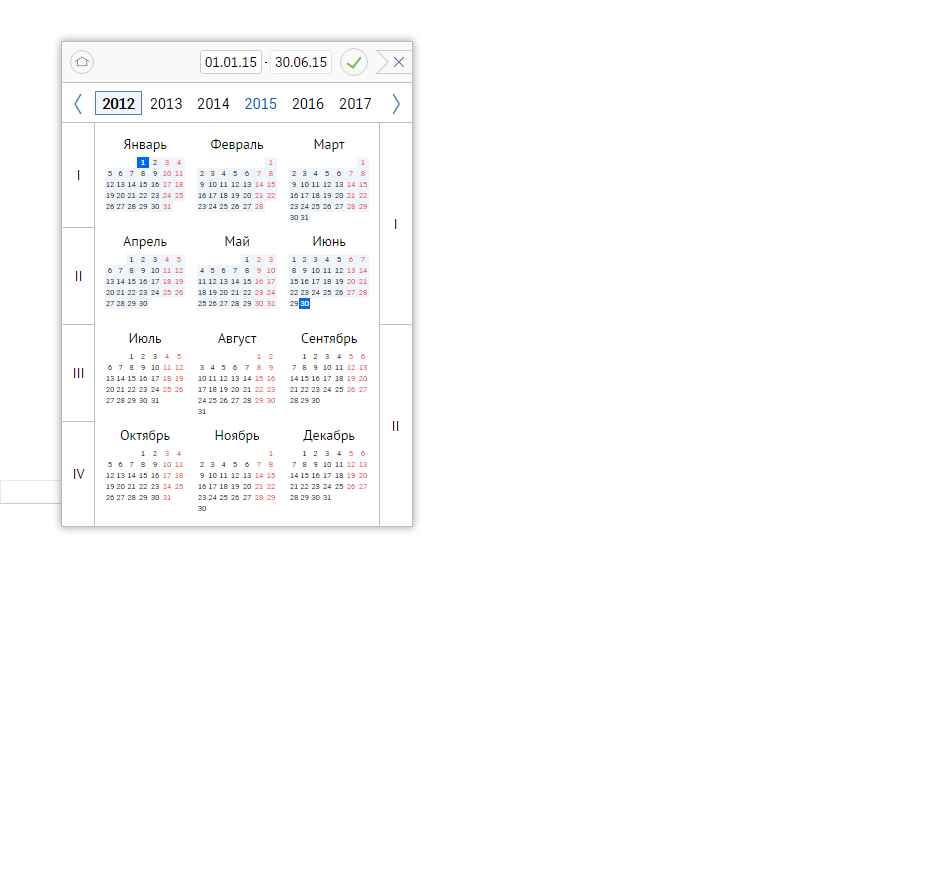 01.01.15 - 30.06.15
2012 2013 2014 2015 2016 2017
I
II
III
IV
Январь Февраль Март
1 2 3 4 1 1
5 6 7 8 9 10 11 2 3 4 5 6 7 8 2 3 4 5 6 7 8
12 13 14 15 16 17 18 9 10 11 12 13 14 15 9 10 11 12 13 14 15
19 20 21 22 23 24 25 16 17 18 19 20 21 22 16 17 18 19 20 21 22
26 27 28 29 30 31 23 24 25 26 27 28 23 24 25 26 27 28 29
30 31
Апрель Май Июнь
1 2 3 4 5 1 2 3 1 2 3 4 5 6 7
6 7 8 9 10 11 12 4 5 6 7 8 9 10 8 9 10 11 12 13 14
13 14 15 16 17 18 19 11 12 13 14 15 16 17 15 16 17 18 19 20 21
20 21 22 23 24 25 26 18 19 20 21 22 23 24 22 23 24 25 26 27 28
27 28 29 30 25 26 27 28 29 30 31 29 30
Июль Август Сентябрь
1 2 3 4 5 1 2 1 2 3 4 5 6
6 7 8 9 10 11 12 3 4 5 6 7 8 9 7 8 9 10 11 12 13
13 14 15 16 17 18 19 10 11 12 13 14 15 16 14 15 16 17 18 19 20
20 21 22 23 24 25 26 17 18 19 20 21 22 23 21 22 23 24 25 26 27
27 28 29 30 31 24 25 26 27 28 29 30 28 29 30
31
Октябрь Ноябрь Декабрь
1 2 3 4 1 1 2 3 4 5 6
5 6 7 8 9 10 11 2 3 4 5 6 7 8 7 8 9 10 11 12 13
12 13 14 15 16 17 18 9 10 11 12 13 14 15 14 15 16 17 18 19 20
19 20 21 22 23 24 25 16 17 18 19 20 21 22 21 22 23 24 25 26 27
26 27 28 29 30 31 23 24 25 26 27 28 29 28 29 30 31
30
I
II